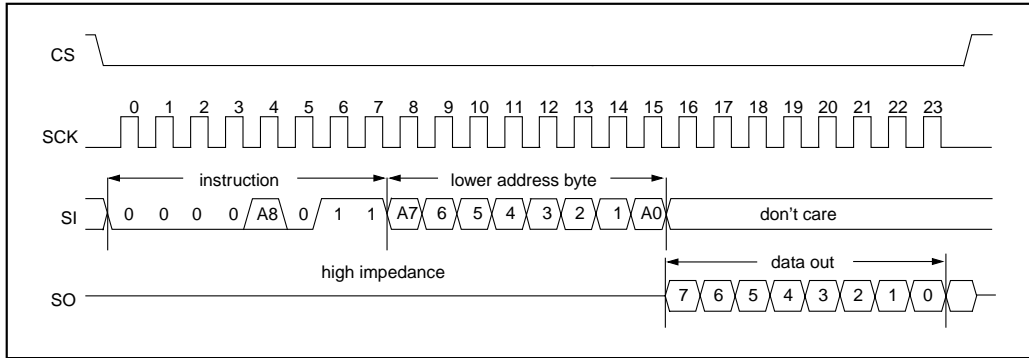 CS
0 1 2 3 4 5 6 7 8 9 10 11 12 13 14 15 16 17 18 19 20 21 22 23
SCK
instruction lower address byte
SI 0 0 0 0 A8 0 1 1 A7 6 5 4 3 2 1 A0 don't care
high impedance data out
SO 7 6 5 4 3 2 1 0